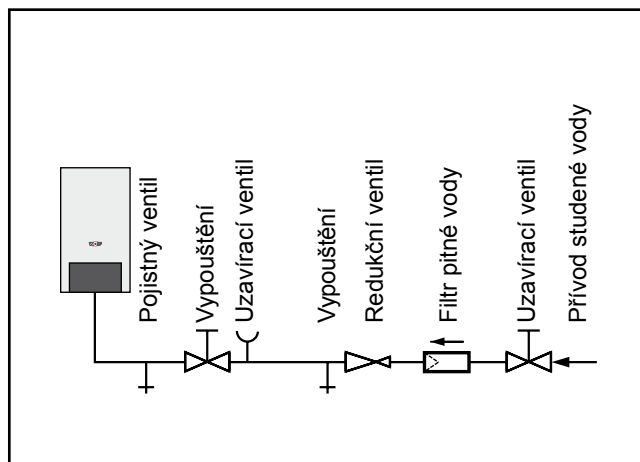 Pojistný ventil
Vypouštění
Uzavírací ventil
Vypouštění
Redukční ventil
Filtr pitné vody
Uzavírací ventil
Přívod studené vody